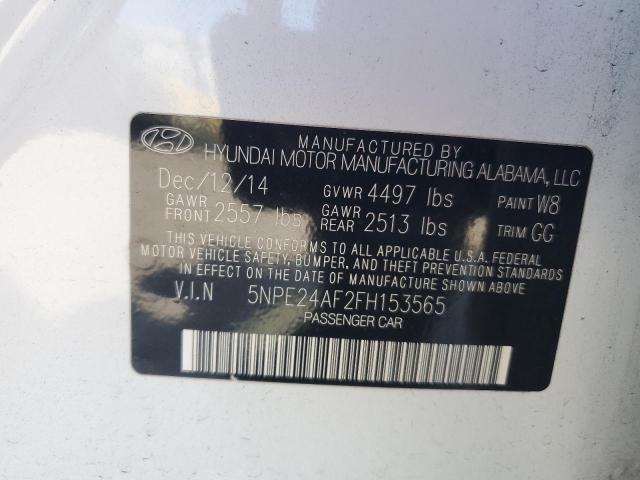 MANUFACTURED BY
HYUNDAI MOTOR MANUFACTURING ALABAMA, LLC
Dec/12/14 GVWR 4497 lbs PAINT W8
GAWR FRONT 2557 lbs GAWR REAR 2513 lbs TRIM GG
THIS VEHICLE CONFORMS TO ALL APPLICABLE U.S.A. FEDERAL
MOTOR VEHICLE SAFETY, BUMPER, AND THEFT PREVENTION STANDARDS
IN EFFECT ON THE DATE OF MANUFACTURE SHOWN ABOVE.
V.I.N 5NPE24AF2FH153565
PASSENGER CAR